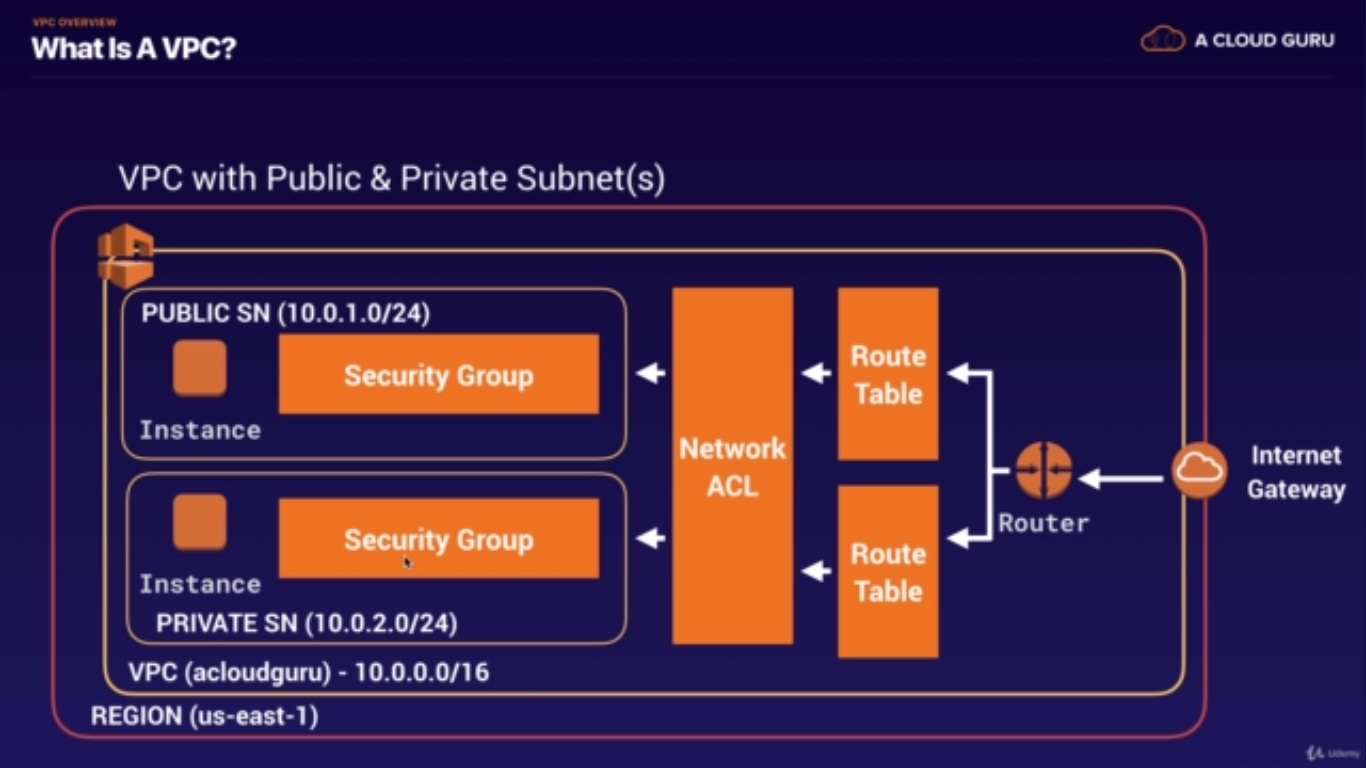 VPC OVERVIEW
What Is A VPC?
A CLOUD GURU
VPC with Public & Private Subnet(s)
PUBLIC SN (10.0.1.0/24)
Security Group
Instance
Security Group
Instance
PRIVATE SN (10.0.2.0/24)
VPC (acloudguru) - 10.0.0.0/16
REGION (us-east-1)
Network
ACL
Route
Table
Route
Table
Router
Internet
Gateway
Udemy